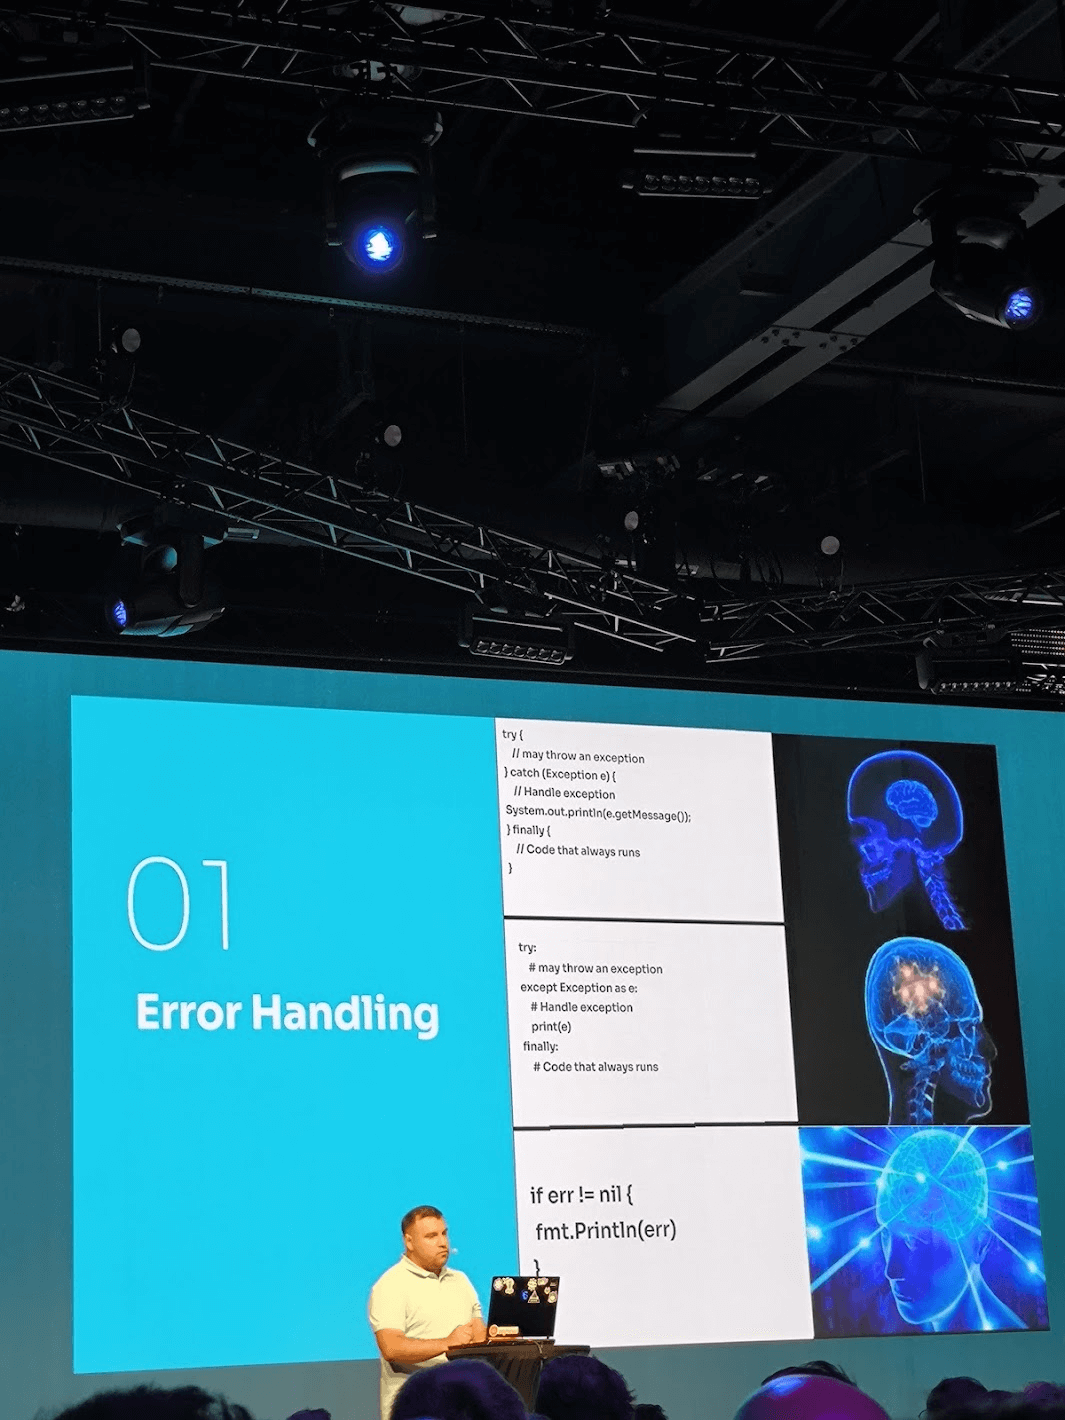 01
Error Handling
try {
// may throw an exception
} catch (Exception e) {
// Handle exception
System.out.println(e.getMessage());
} finally {
// Code that always runs
}
try:
# may throw an exception
except Exception as e:
# Handle exception
print(e)
finally:
# Code that always runs
if err != nil {
fmt.Println(err)
}